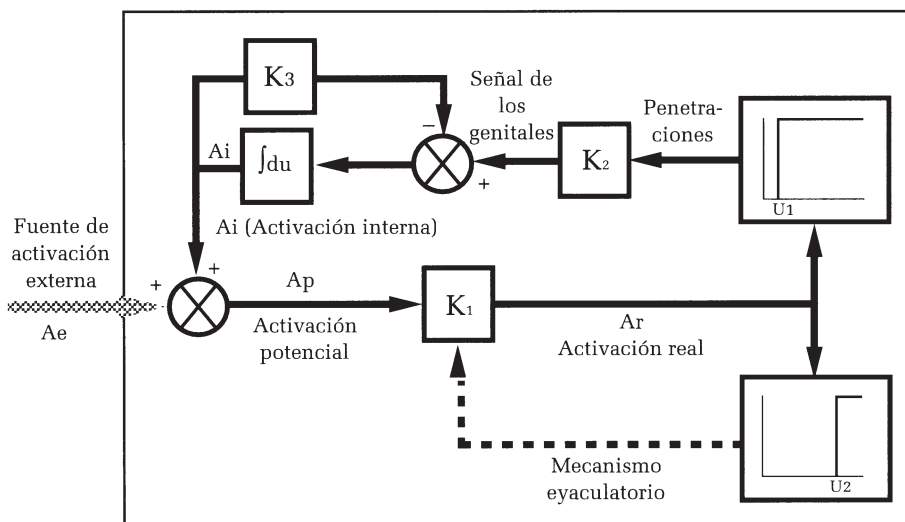 K3
Señal de
los
genitales
Penetra-
ciones
−
Ai
∫du
+
K2
U1
Ai (Activación interna)
Fuente de
activación
externa
+
+
Ap
K1
Ae
Activación
potencial
Ar
Activación real
Mecanismo
eyaculatorio
U2